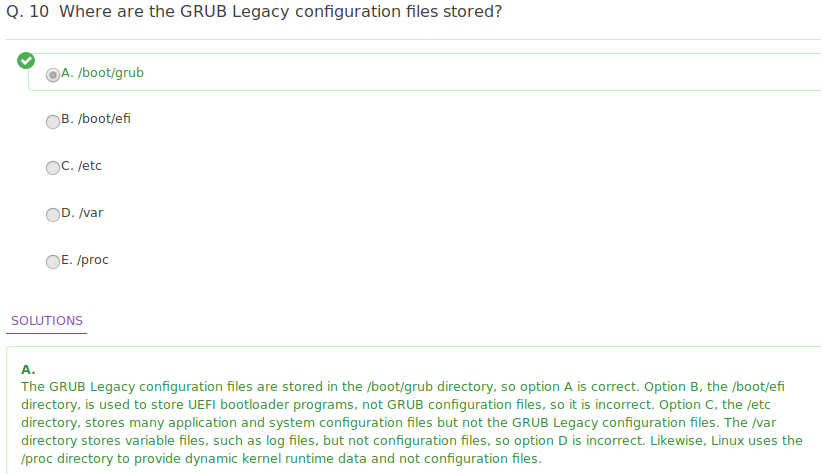 Q. 10  Where are the GRUB Legacy configuration files stored?
A. /boot/grub
B. /boot/efi
C. /etc
D. /var
E. /proc
SOLUTIONS
A.
The GRUB Legacy configuration files are stored in the /boot/grub directory, so option A is correct. Option B, the /boot/efi
directory, is used to store UEFI bootloader programs, not GRUB configuration files, so it is incorrect. Option C, the /etc
directory, stores many application and system configuration files but not the GRUB Legacy configuration files. The /var
directory stores variable files, such as log files, but not configuration files, so option D is incorrect. Likewise, Linux uses the
/proc directory to provide dynamic kernel runtime data and not configuration files.